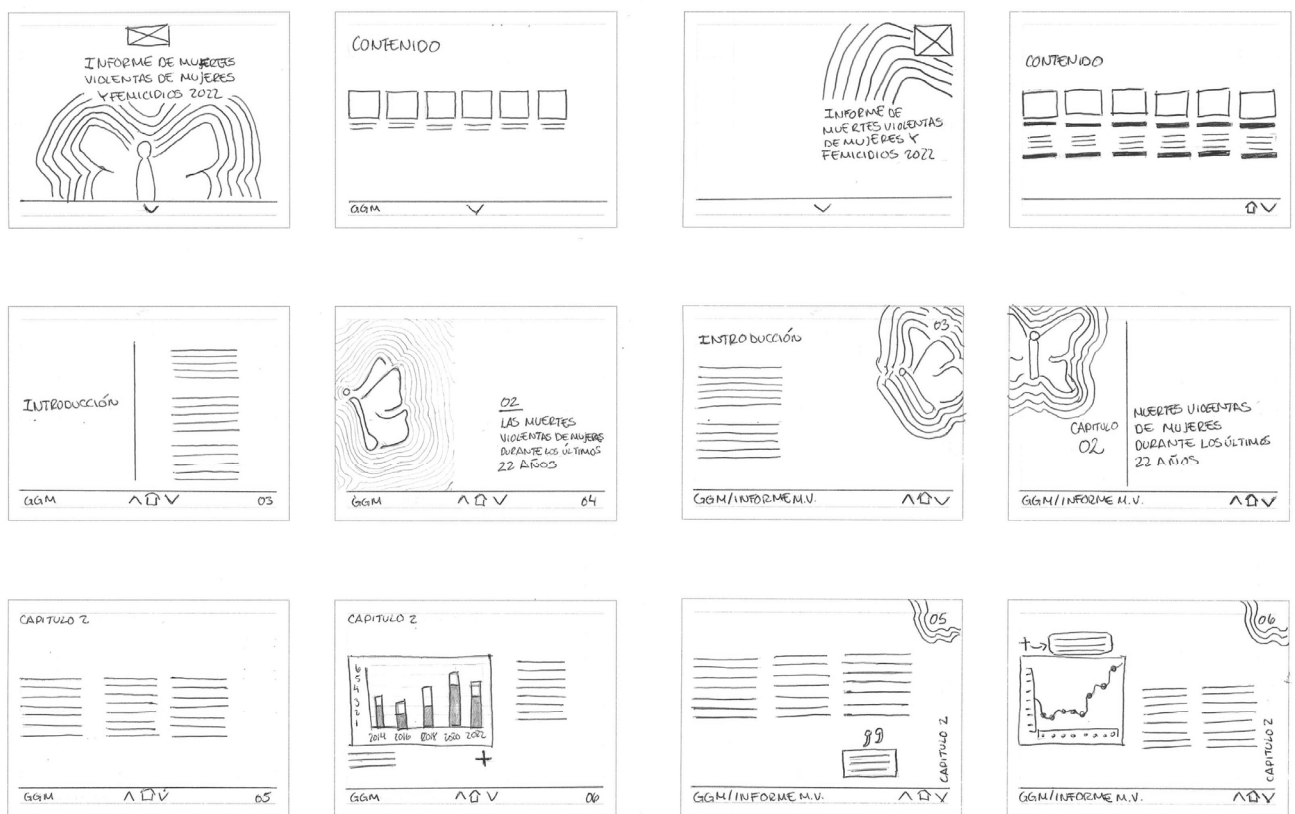 INFORME DE MUERTES
VIOLENTAS DE MUJERES
Y FEMICIDIOS 2022
CONTENIDO
GGM
INFORME DE
MUERTES VIOLENTAS
DE MUJERES Y
FEMICIDIOS 2022
CONTENIDO
INTRODUCCIÓN
GGM
03
02
LAS MUERTES
VIOLENTAS DE MUJERES
DURANTE LOS ÚLTIMOS
22 AÑOS
GGM
04
INTRODUCCIÓN
03
GGM/INFORME M.V.
CAPITULO
02
MUERTES VIOLENTAS
DE MUJERES
DURANTE LOS ÚLTIMOS
22 AÑOS
GGM/INFORME M.V.
CAPITULO 2
GGM
05
CAPITULO 2
6
5
4
3
2
1
2014 2016 2018 2020 2022
+
GGM
06
05
CAPITULO 2
GGM/INFORME M.V.
06
+
CAPITULO 2
GGM/INFORME M.V.